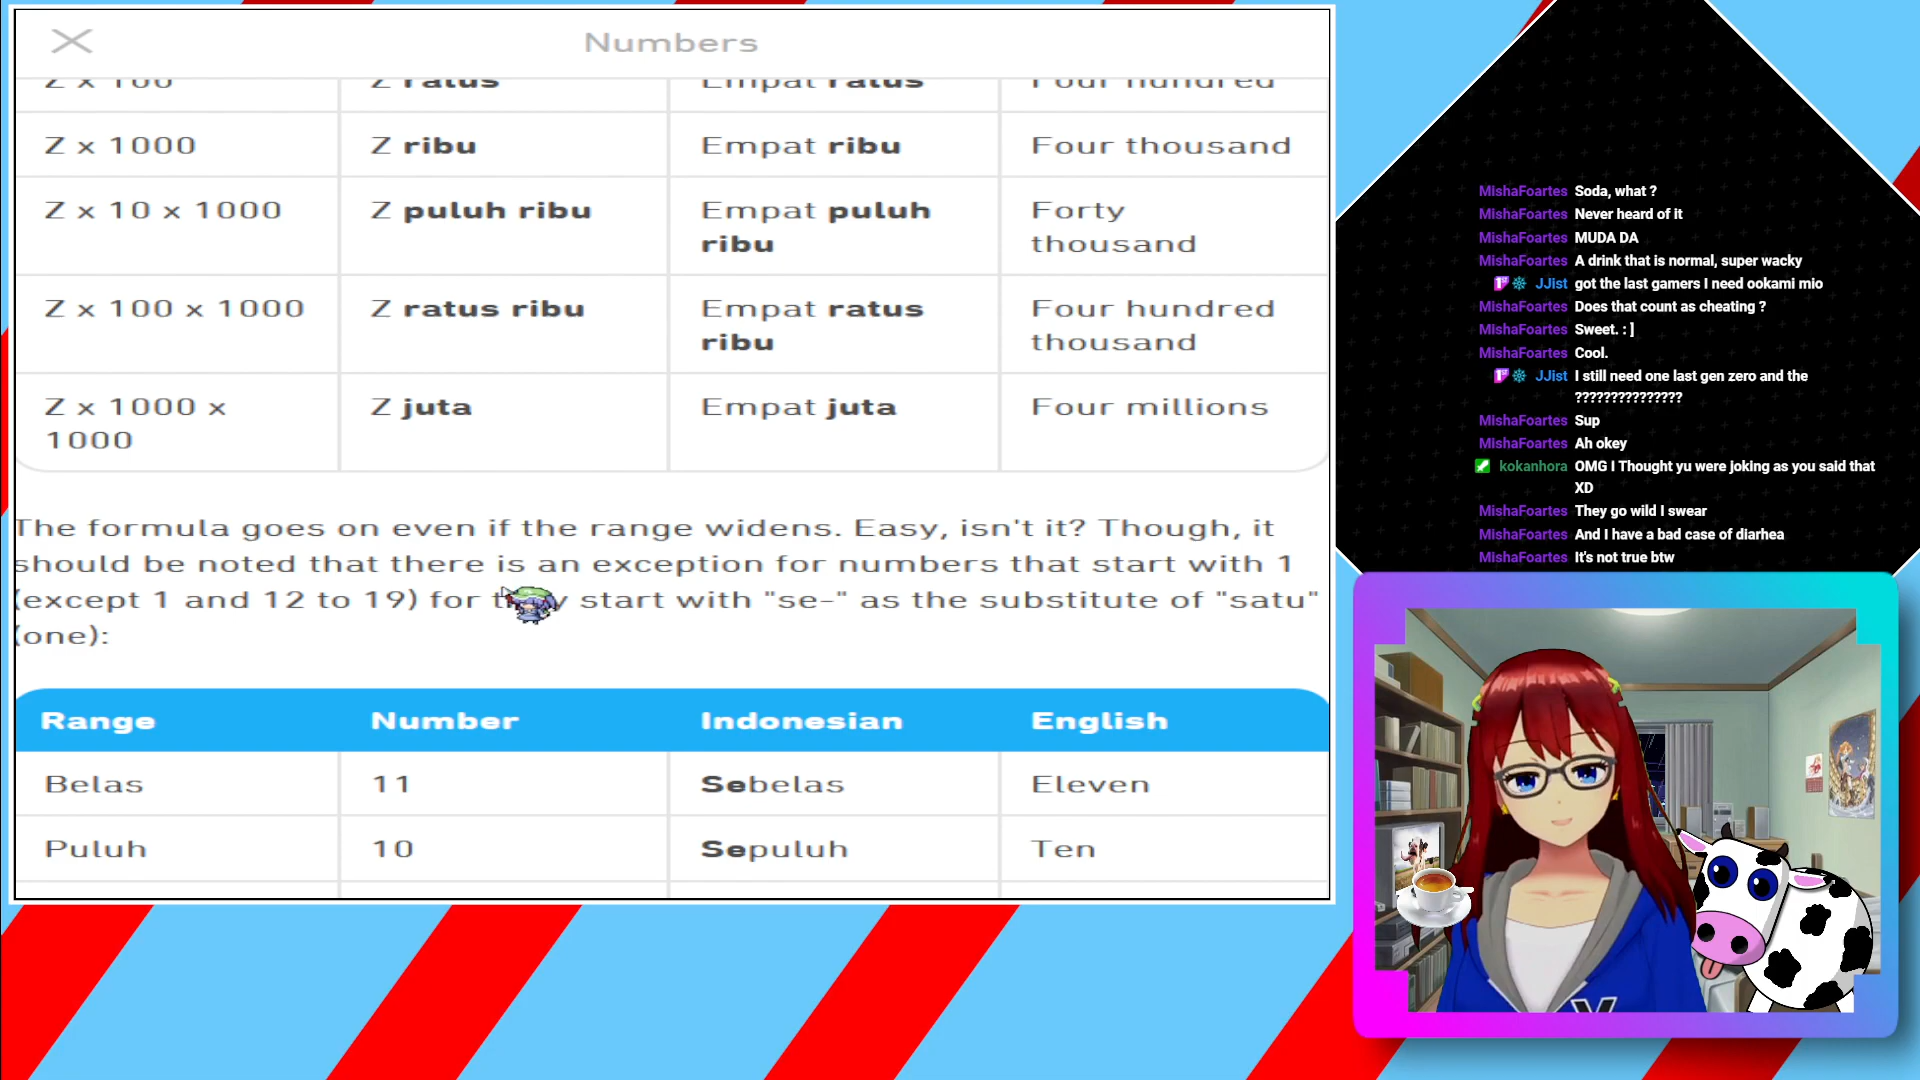 Numbers
Z x 100 Z ratus Empat ratus Four hundred
Z x 1000 Z ribu Empat ribu Four thousand
Z x 10 x 1000 Z puluh ribu Empat puluh ribu Forty thousand
Z x 100 x 1000 Z ratus ribu Empat ratus ribu Four hundred thousand
Z x 1000 x 1000 Z juta Empat juta Four millions
The formula goes on even if the range widens. Easy, isn't it? Though, it
should be noted that there is an exception for numbers that start with 1
(except 1 and 12 to 19) for they start with "se-" as the substitute of "satu"
(one):
Range Number Indonesian English
Belas 11 Sebelas Eleven
Puluh 10 Sepuluh Ten
MishaFoartes Soda, what ?
MishaFoartes Never heard of it
MishaFoartes MUDA DA
MishaFoartes A drink that is normal, super wacky
JJist got the last gamers I need ookami mio
MishaFoartes Does that count as cheating ?
MishaFoartes Sweet. : ]
MishaFoartes Cool.
JJist I still need one last gen zero and the
???????????????
MishaFoartes Sup
MishaFoartes Ah okey
kokanhora OMG I Thought yu were joking as you said that
XD
MishaFoartes They go wild I swear
MishaFoartes And I have a bad case of diarhea
MishaFoartes It's not true btw